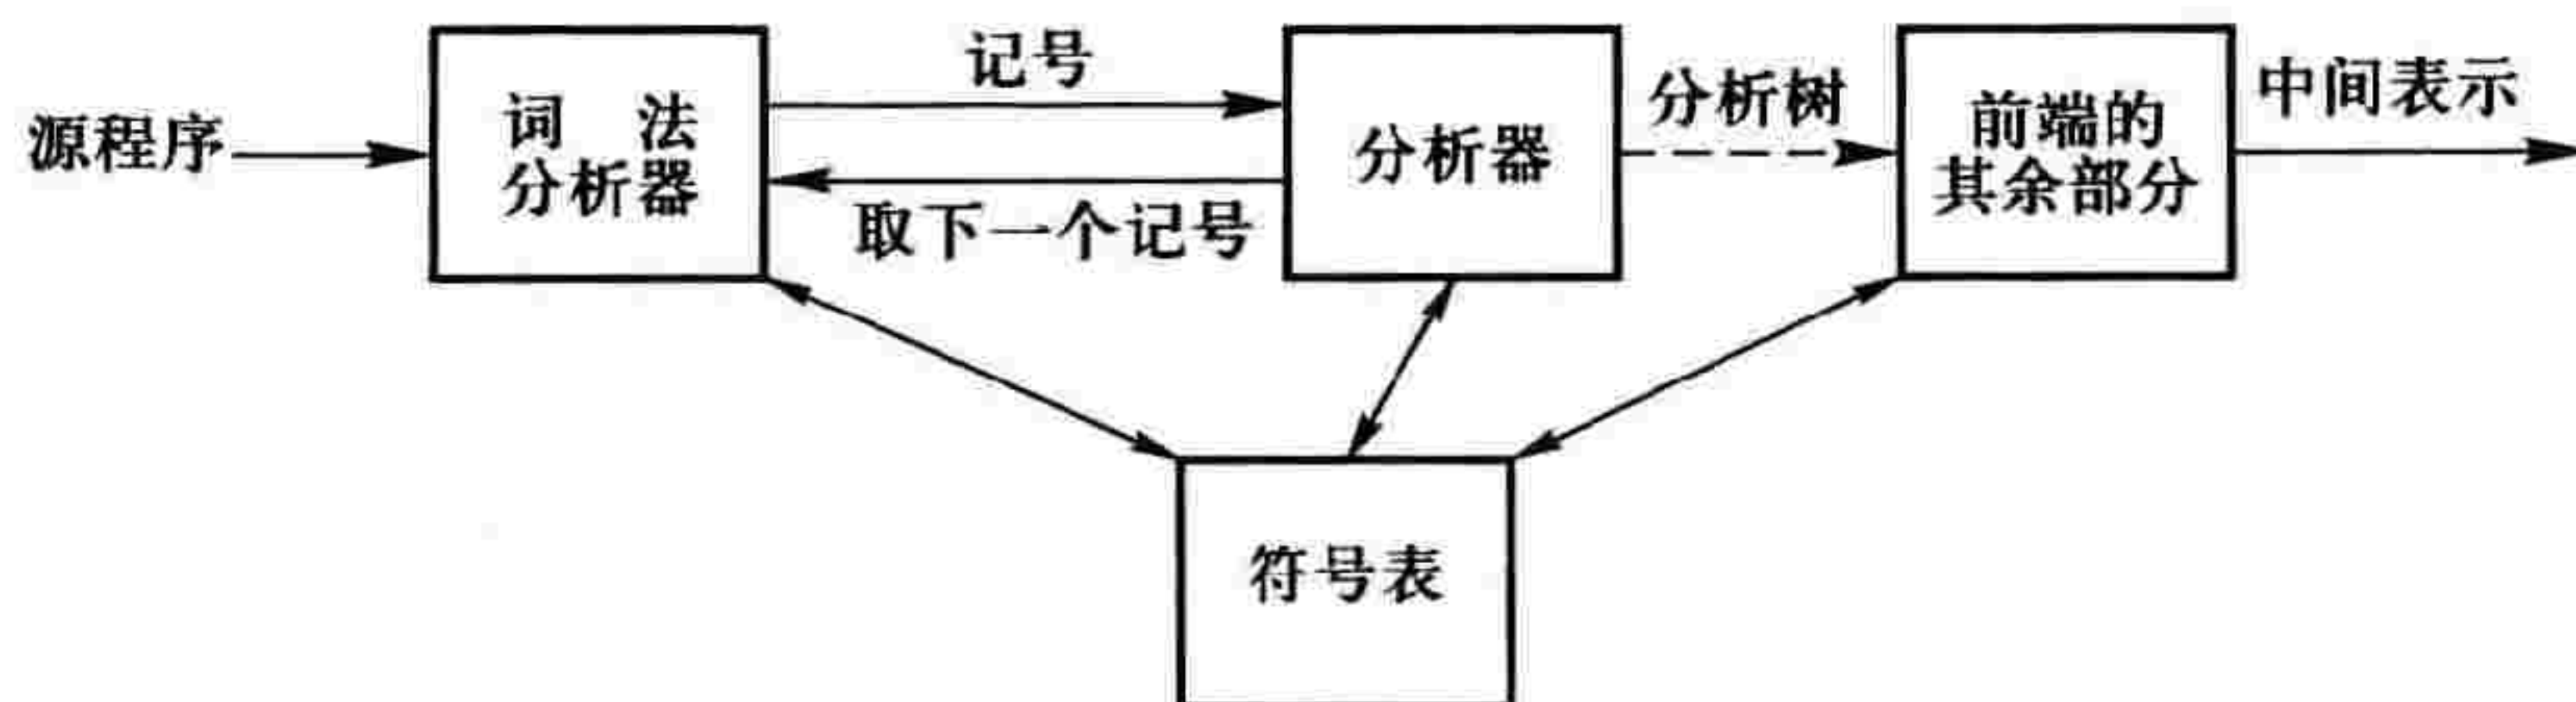 源程序
词 法
分析器
记号
取下一个记号
分析器
分析树
前端的
其余部分
中间表示
符号表